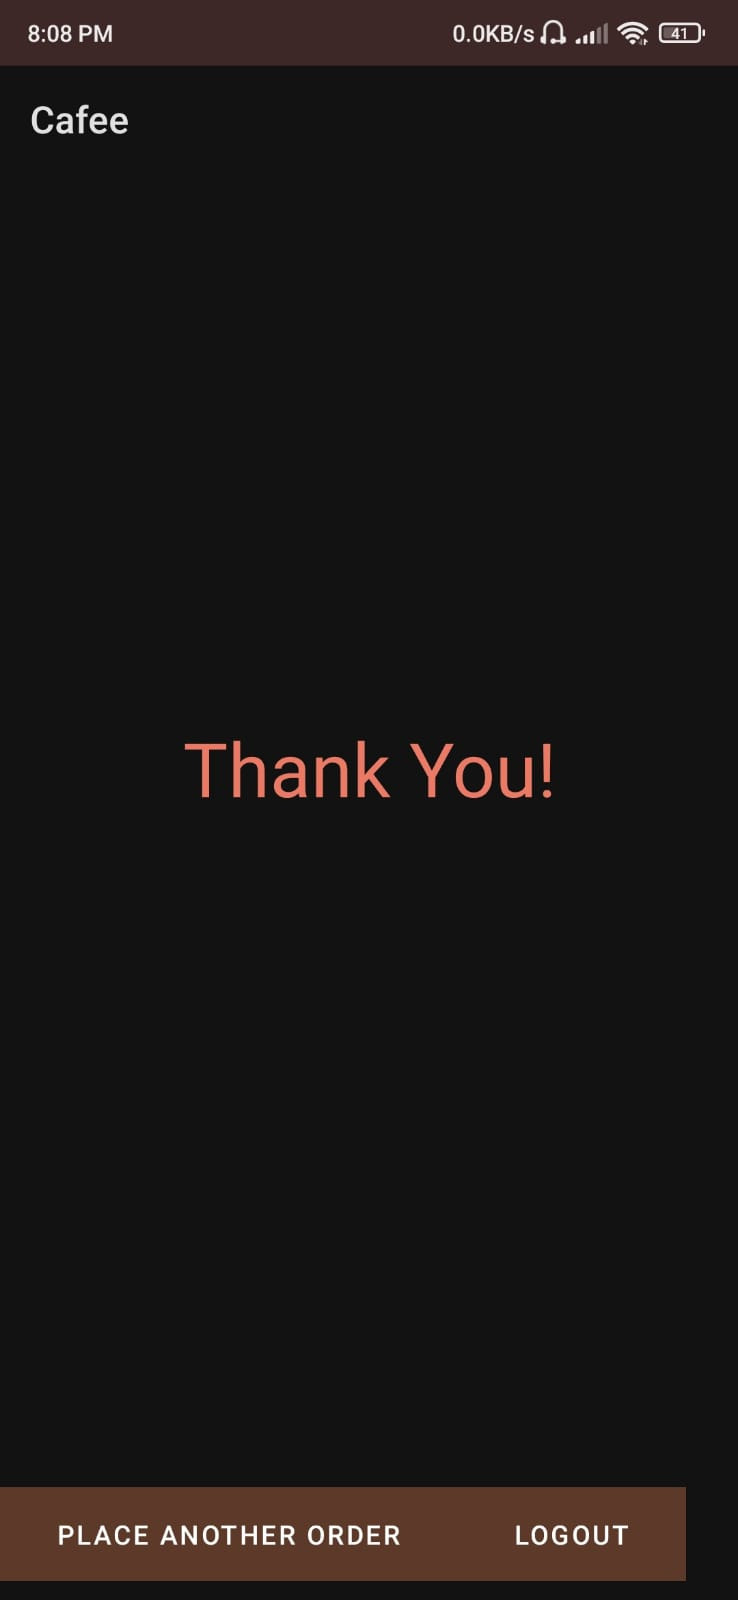 8:08 PM 0.0KB/s 41
Cafee
Thank You!
PLACE ANOTHER ORDER LOGOUT